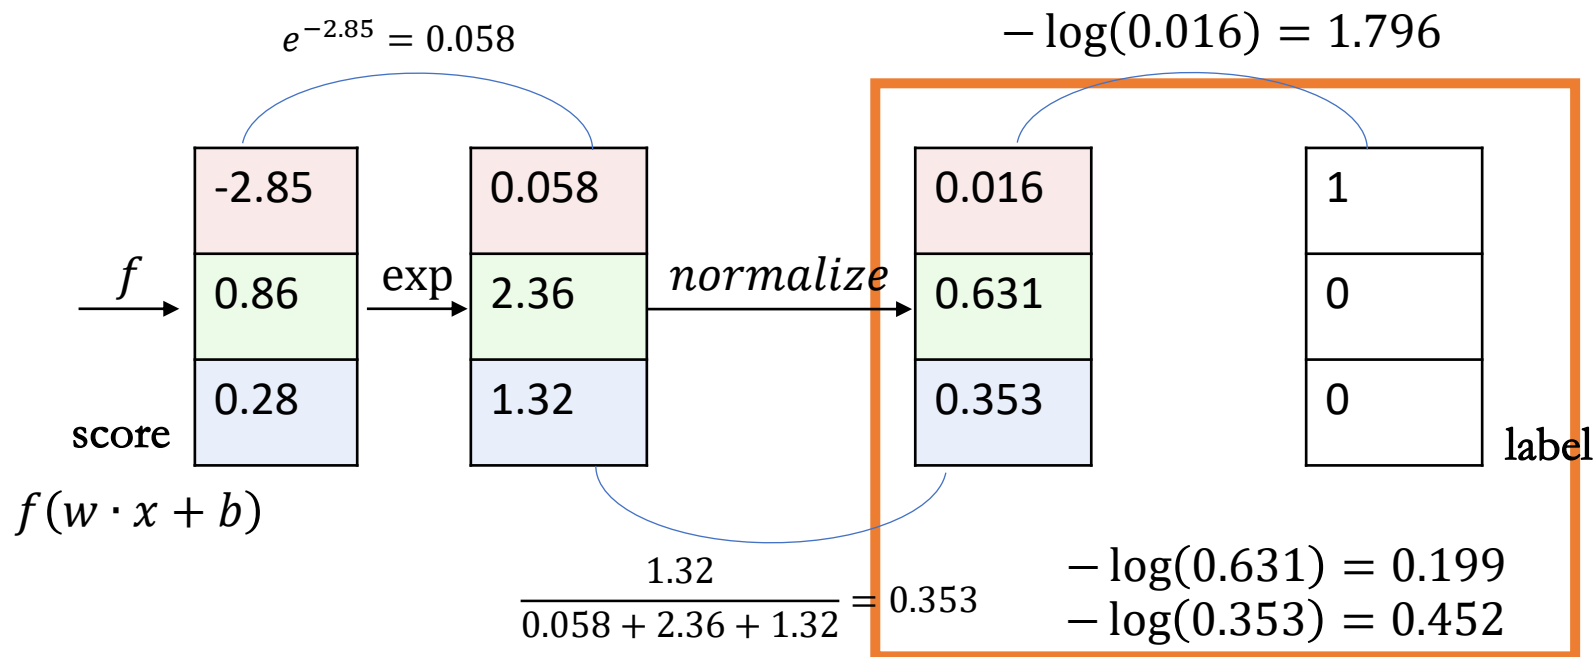 e^{-2.85} = 0.058
− log(0.016) = 1.796
-2.85
0.058
0.016
1
f
0.86
exp
2.36
normalize
0.631
0
0.28
1.32
0.353
0
score
label
f(w · x + b)
1.32
0.058 + 2.36 + 1.32
= 0.353
− log(0.631) = 0.199
− log(0.353) = 0.452